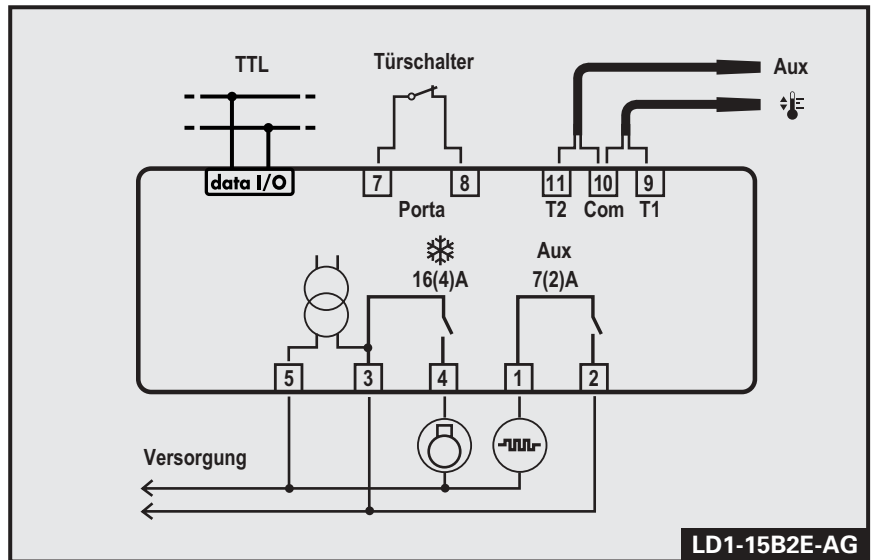 TTL
Türschalter
Aux
data I/O
7
8
11
10
9
Porta
T2
Com
T1
16(4)A
Aux
7(2)A
5
3
4
1
2
Versorgung
LD1-15B2E-AG